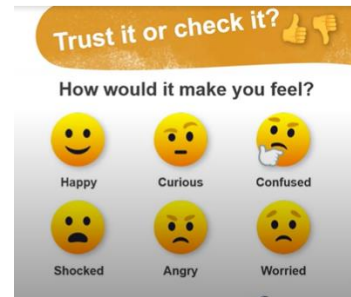 Trust it or check it?
How would it make you feel?
Happy Curious Confused
Shocked Angry Worried